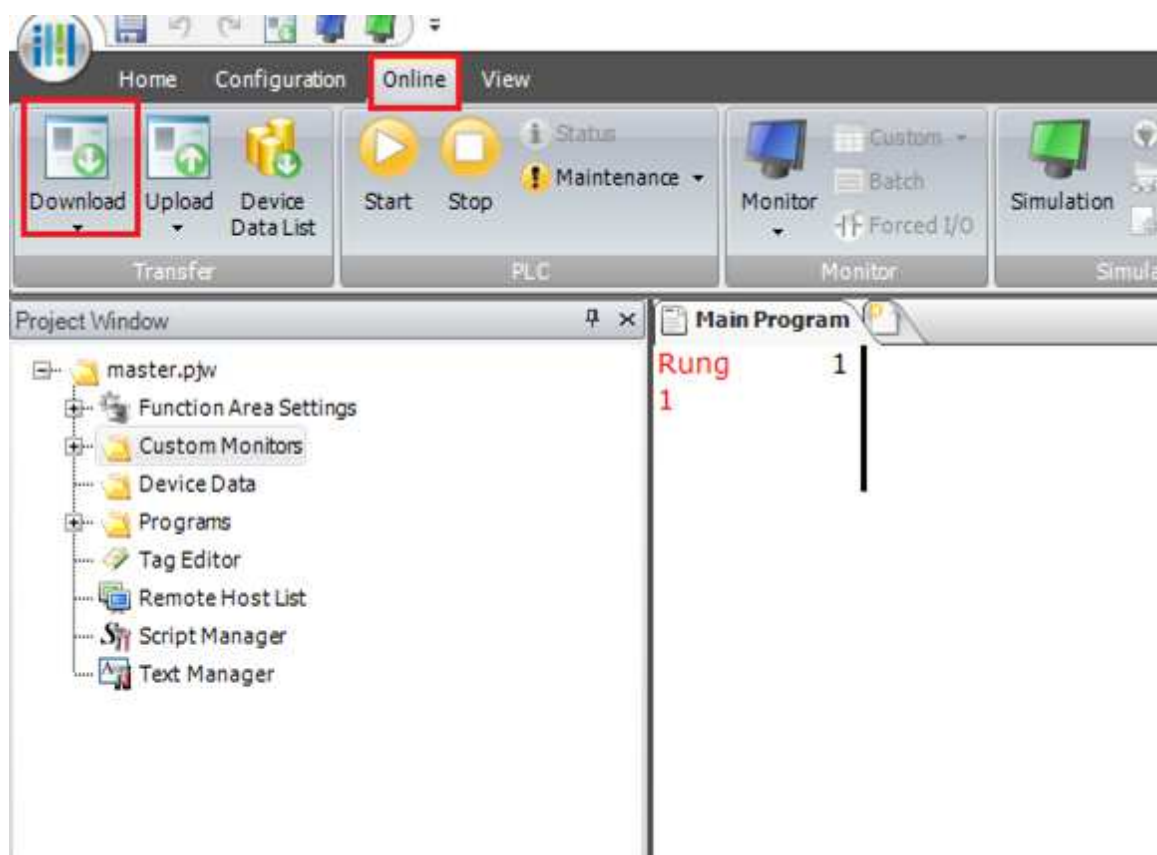 Home Configuration Online View
Download Upload Device Data List
Start Stop Status Maintenance
Monitor Custom Batch Forced I/O
Simulation
Transfer PLC Monitor
Project Window
Main Program
master.pjw
Rung 1
1
Function Area Settings
Custom Monitors
Device Data
Programs
Tag Editor
Remote Host List
Script Manager
Text Manager